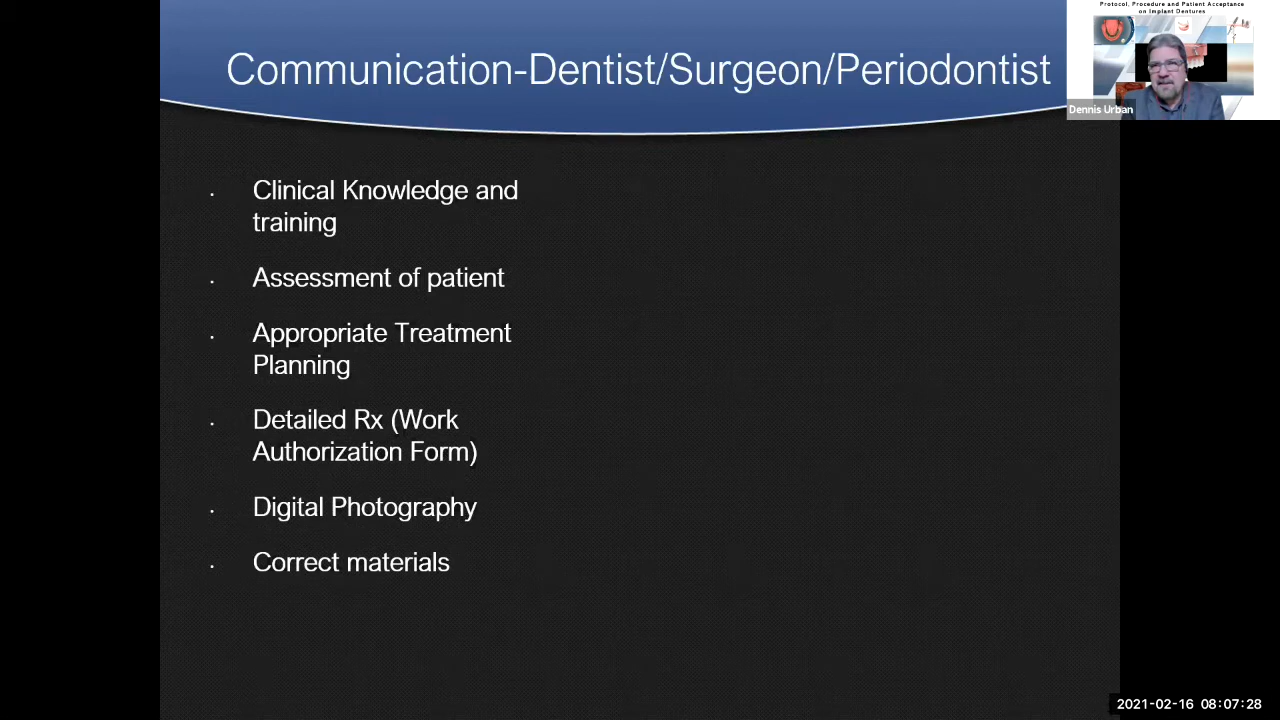 Communication-Dentist/Surgeon/Periodontist
Protocol, Procedure and Patient Acceptance
on Implant Dentures
Dennis Urban
Clinical Knowledge and
training
Assessment of patient
Appropriate Treatment
Planning
Detailed Rx (Work
Authorization Form)
Digital Photography
Correct materials
2021-02-16 08:07:28